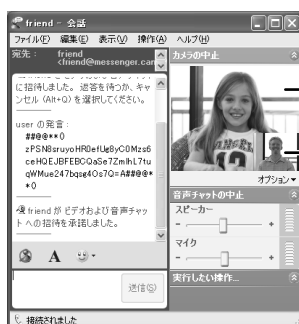 friend - 会話
ファイル(F) 編集(E) 表示(V) 操作(A) ヘルプ(H)
宛先: friend
<friend@messenger.can
に招待しました。返答を待つか、キャ
ンセル (Alt+Q) を選択してください。
user の発言:
##@@**0
zPSN8sruyoHR0efUg8yC0Mzs6
ceHQEJBFEBCQaSe7ZmlhL7tu
qWMue247bqsg4Os7Q=A##@@*
*0
friend が ビデオおよび音声チャッ
トへの招待を承諾しました。
A
送信(S)
接続されました
カメラの中止
ANGEL
オプション
音声チャットの中止
スピーカー
- +
マイク
- +
実行したい操作...